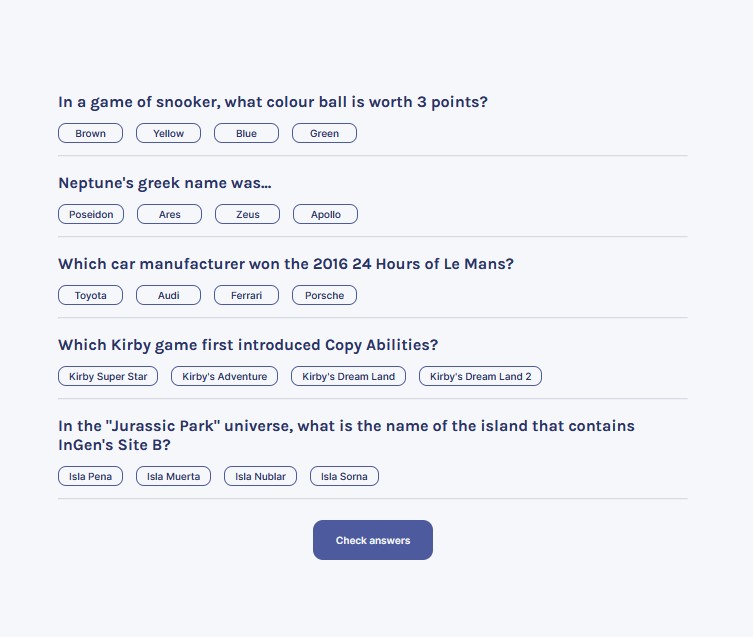 In a game of snooker, what colour ball is worth 3 points?
Brown Yellow Blue Green
Neptune's greek name was...
Poseidon Ares Zeus Apollo
Which car manufacturer won the 2016 24 Hours of Le Mans?
Toyota Audi Ferrari Porsche
Which Kirby game first introduced Copy Abilities?
Kirby Super Star Kirby's Adventure Kirby's Dream Land Kirby's Dream Land 2
In the "Jurassic Park" universe, what is the name of the island that contains
InGen's Site B?
Isla Pena Isla Muerta Isla Nublar Isla Sorna
Check answers